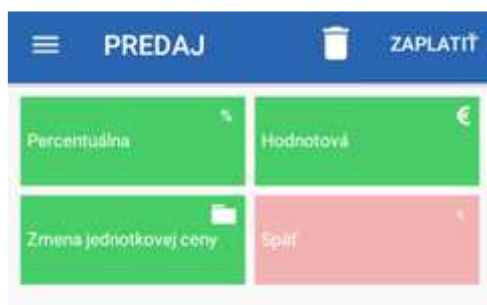 PREDAJ ZAPLATIŤ
%
Percentuálna
€
Hodnotová
Zmena jednotkovej ceny
Späť